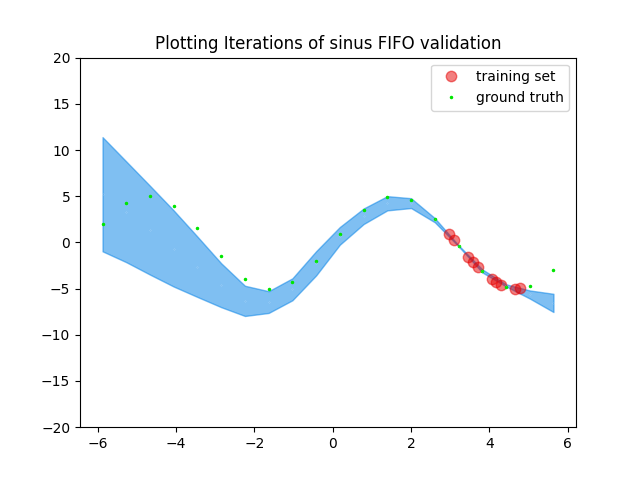 Plotting Iterations of sinus FIFO validation
training set
ground truth
20
15
10
5
0
−5
−10
−15
−20
−6 −4 −2 0 2 4 6